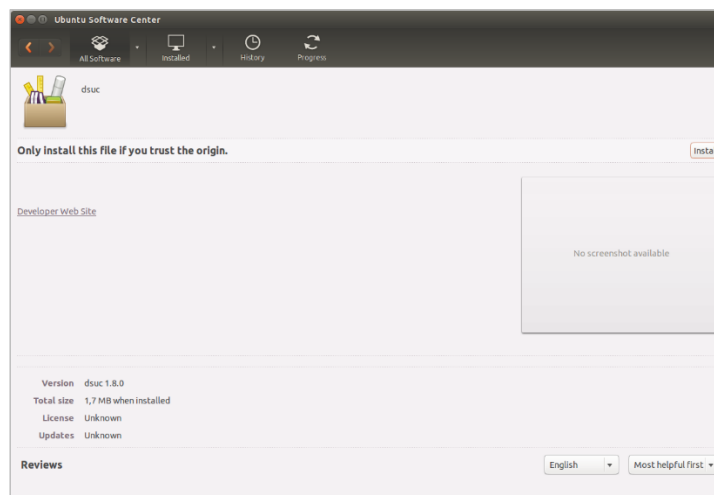 Ubuntu Software Center
All Software
Installed
History
Progress
dsuc
Only install this file if you trust the origin.
Insta
Developer Web Site
No screenshot available
Version dsuc 1.8.0
Total size 1,7 MB when installed
License Unknown
Updates Unknown
Reviews
English
Most helpful first